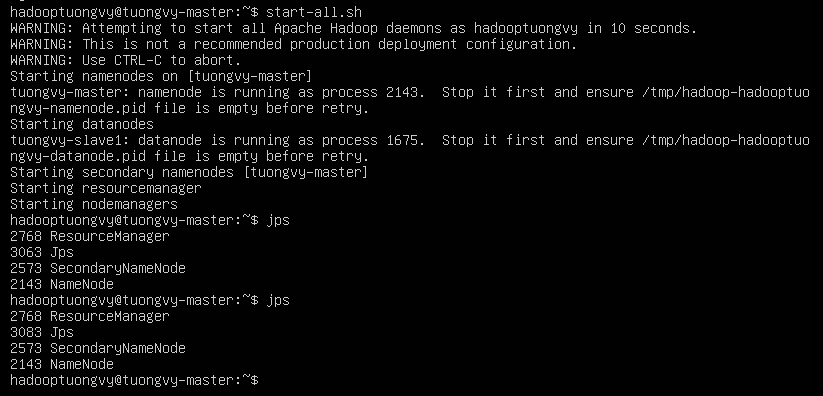 hadooptuongvy@tuongvy-master:~$ start-all.sh
WARNING: Attempting to start all Apache Hadoop daemons as hadooptuongvy in 10 seconds.
WARNING: This is not a recommended production deployment configuration.
WARNING: Use CTRL-C to abort.
Starting namenodes on [tuongvy-master]
tuongvy-master: namenode is running as process 2143.  Stop it first and ensure /tmp/hadoop-hadooptuo
ngvy-namenode.pid file is empty before retry.
Starting datanodes
tuongvy-slave1: datanode is running as process 1675.  Stop it first and ensure /tmp/hadoop-hadooptuo
ngvy-datanode.pid file is empty before retry.
Starting secondary namenodes [tuongvy-master]
Starting resourcemanager
Starting nodemanagers
hadooptuongvy@tuongvy-master:~$ jps
2768 ResourceManager
3063 Jps
2573 SecondaryNameNode
2143 NameNode
hadooptuongvy@tuongvy-master:~$ jps
2768 ResourceManager
3083 Jps
2573 SecondaryNameNode
2143 NameNode
hadooptuongvy@tuongvy-master:~$